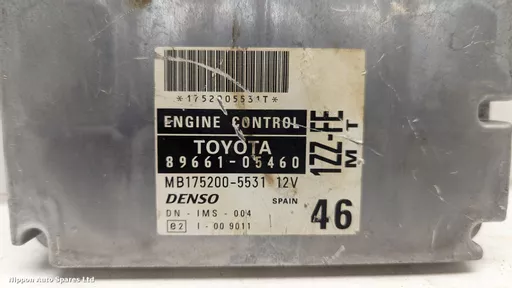 *1752005531T*
ENGINE CONTROL
TOYOTA
89661-05460
MB175200-5531 12V
DENSO SPAIN
DN - IMS - 004
e2 I - 00 9011
1ZZ-FE
M T
46
Nippon Auto Spares Ltd